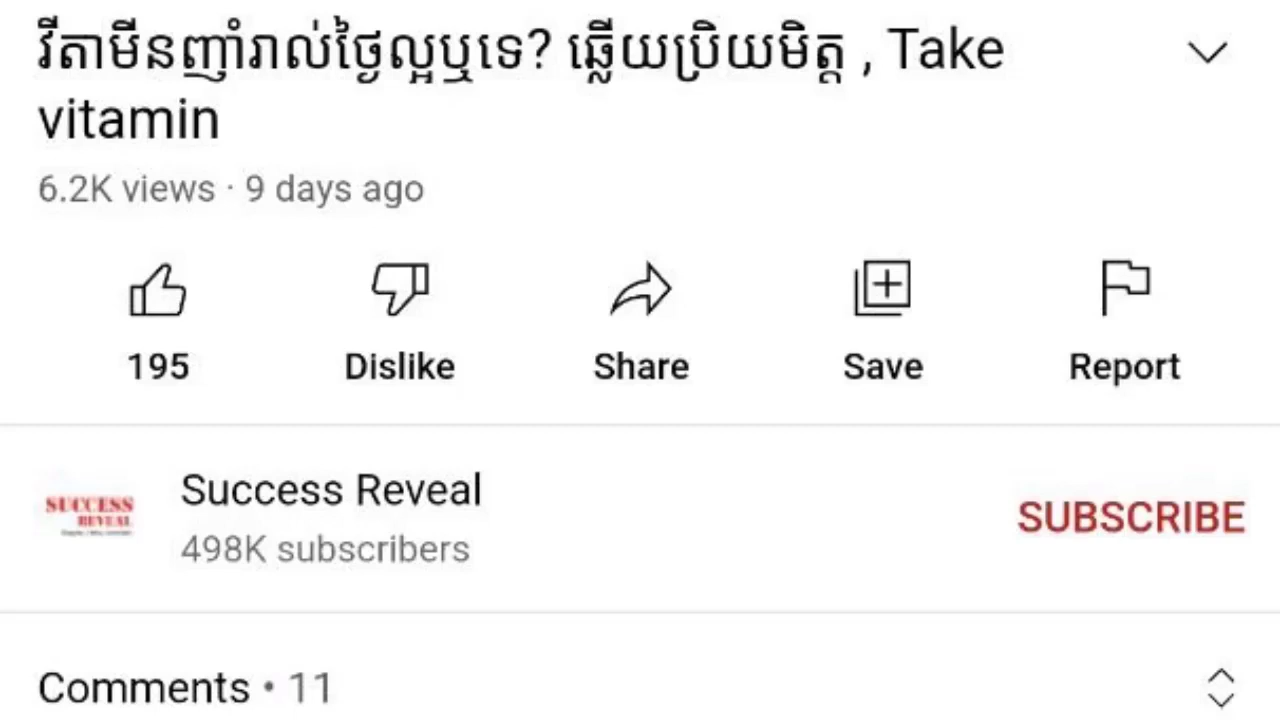 វីតាមីនញ៉ាំរាល់ថ្ងៃល្អឬទេ? ឆ្លើយប្រិយមិត្ត , Take
vitamin
6.2K views · 9 days ago
195 Dislike Share Save Report
SUCCESS
REVEAL
Success Reveal
498K subscribers
SUBSCRIBE
Comments • 11